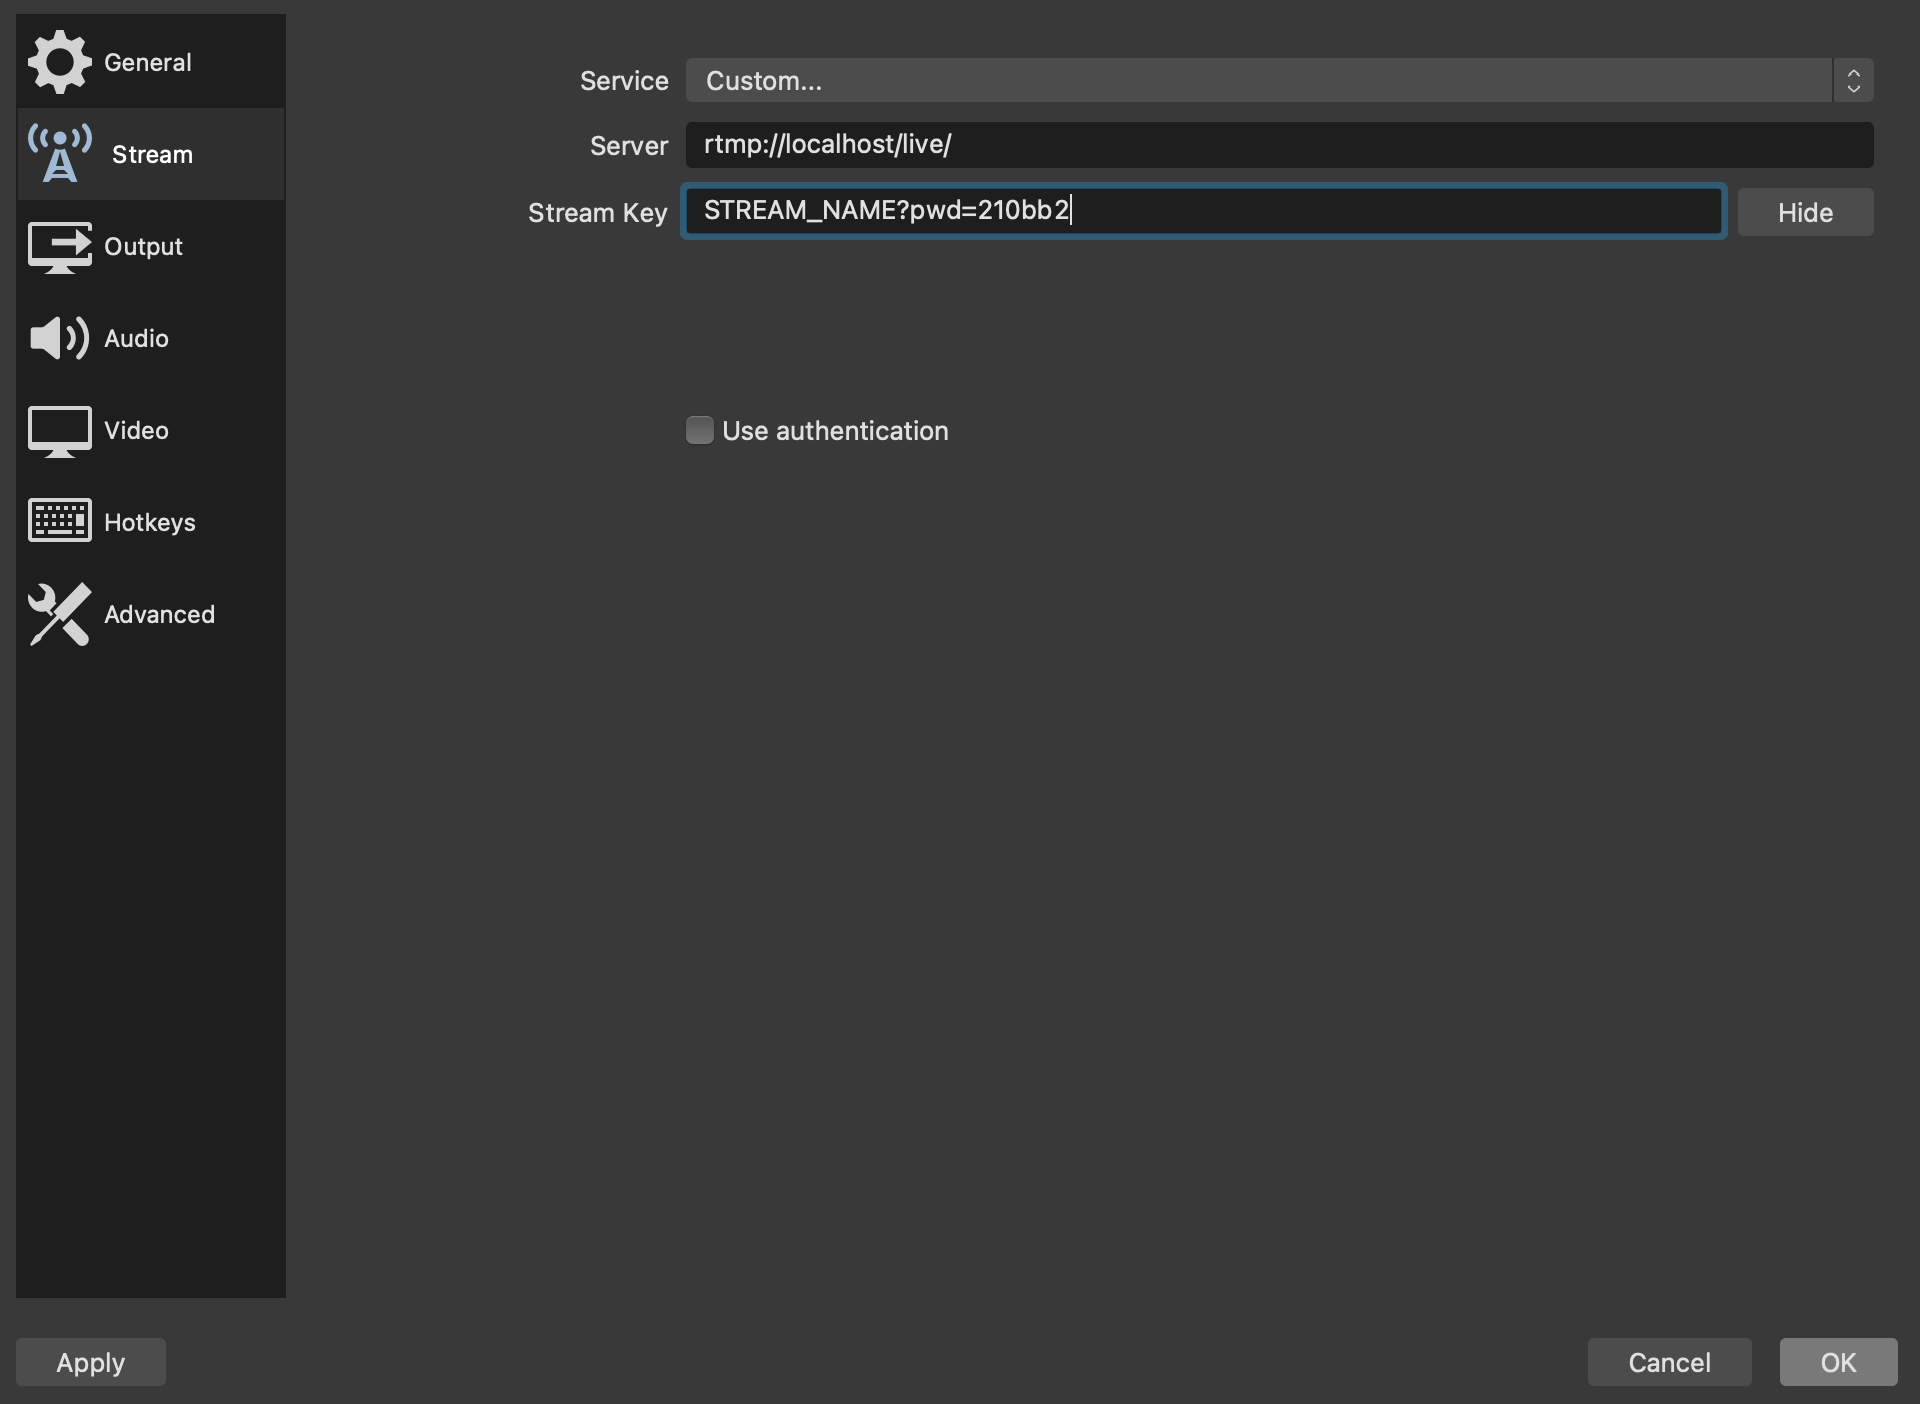 General
Stream
Output
Audio
Video
Hotkeys
Advanced
Service Custom...
Server rtmp://localhost/live/
Stream Key STREAM_NAME?pwd=210bb2 Hide
Use authentication
Apply Cancel OK